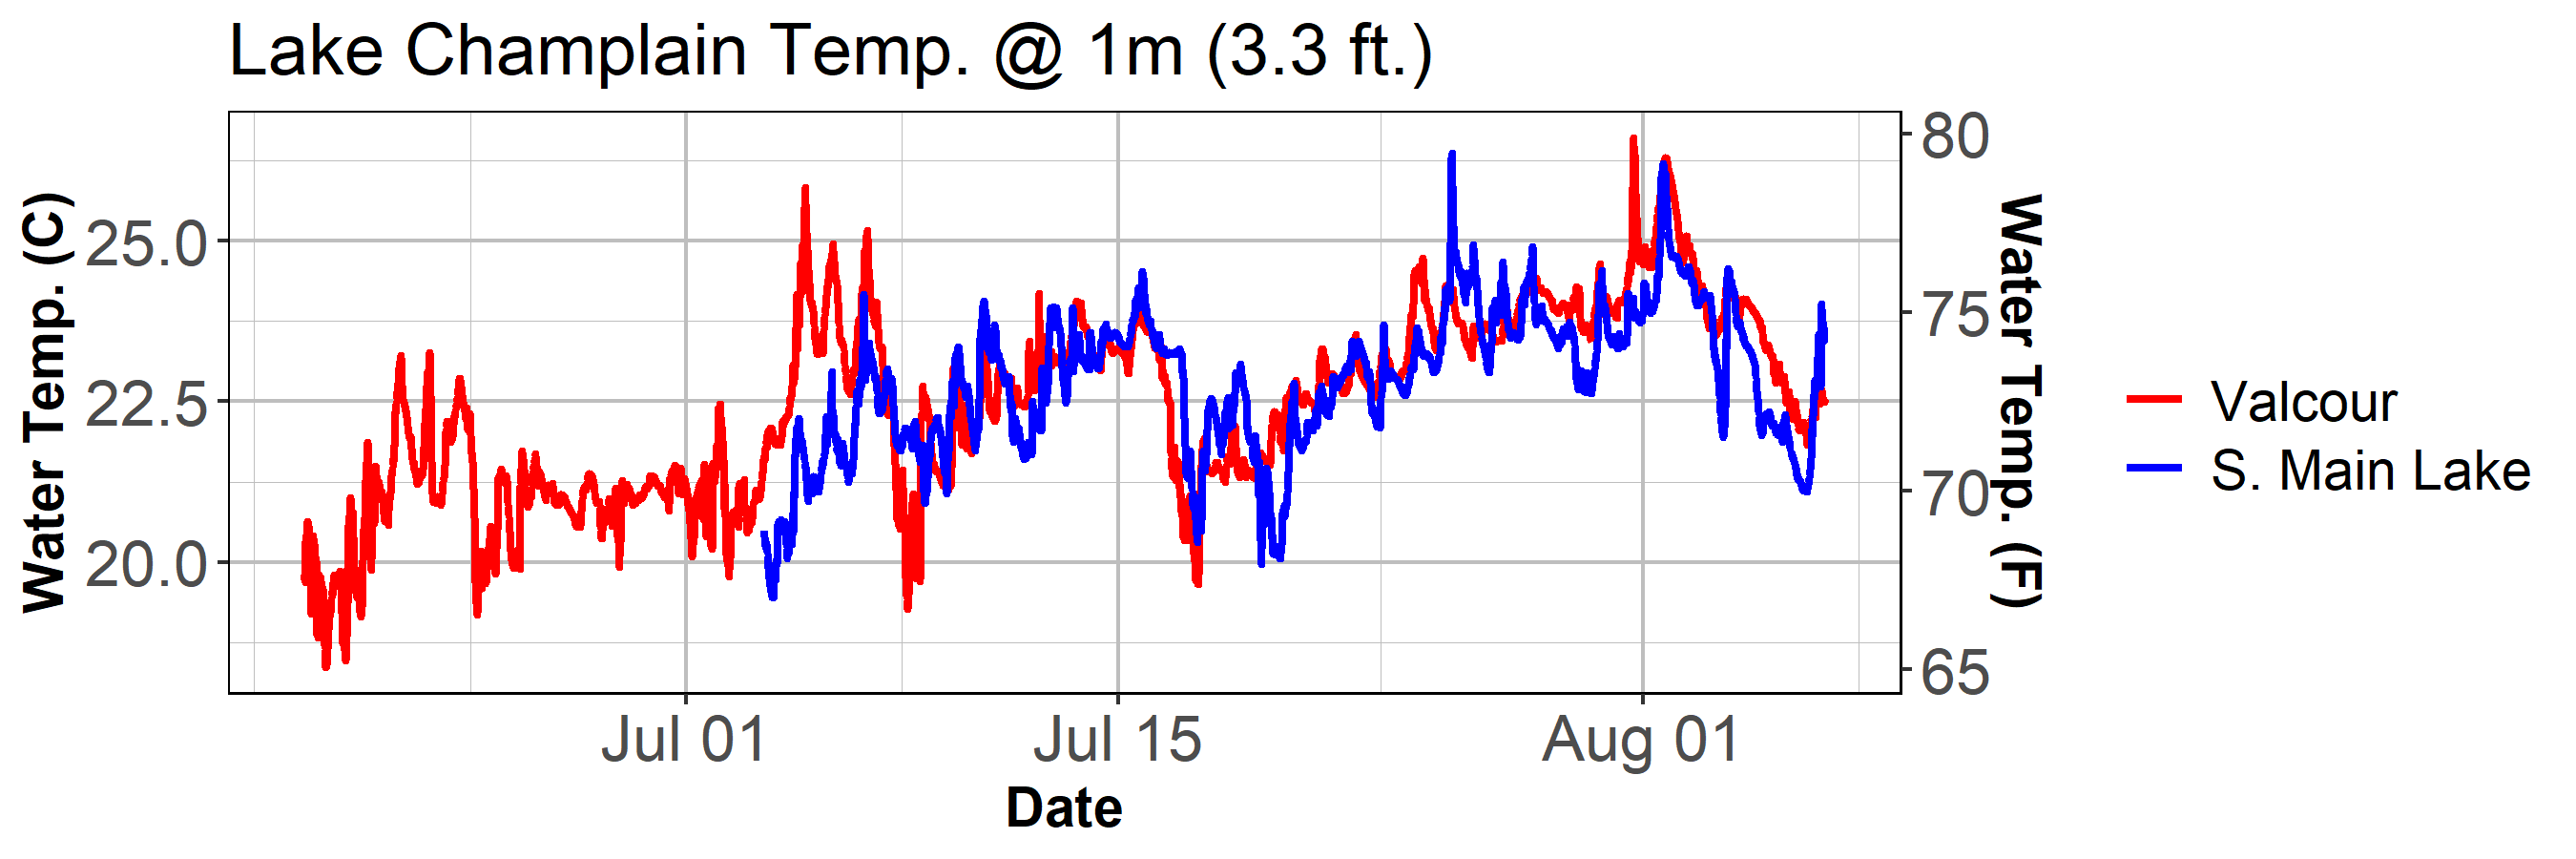 Lake Champlain Temp. @ 1m (3.3 ft.)
Water Temp. (C)
25.0
22.5
20.0
80
75
70
65
Water Temp. (F)
Jul 01
Jul 15
Aug 01
Date
Valcour
S. Main Lake